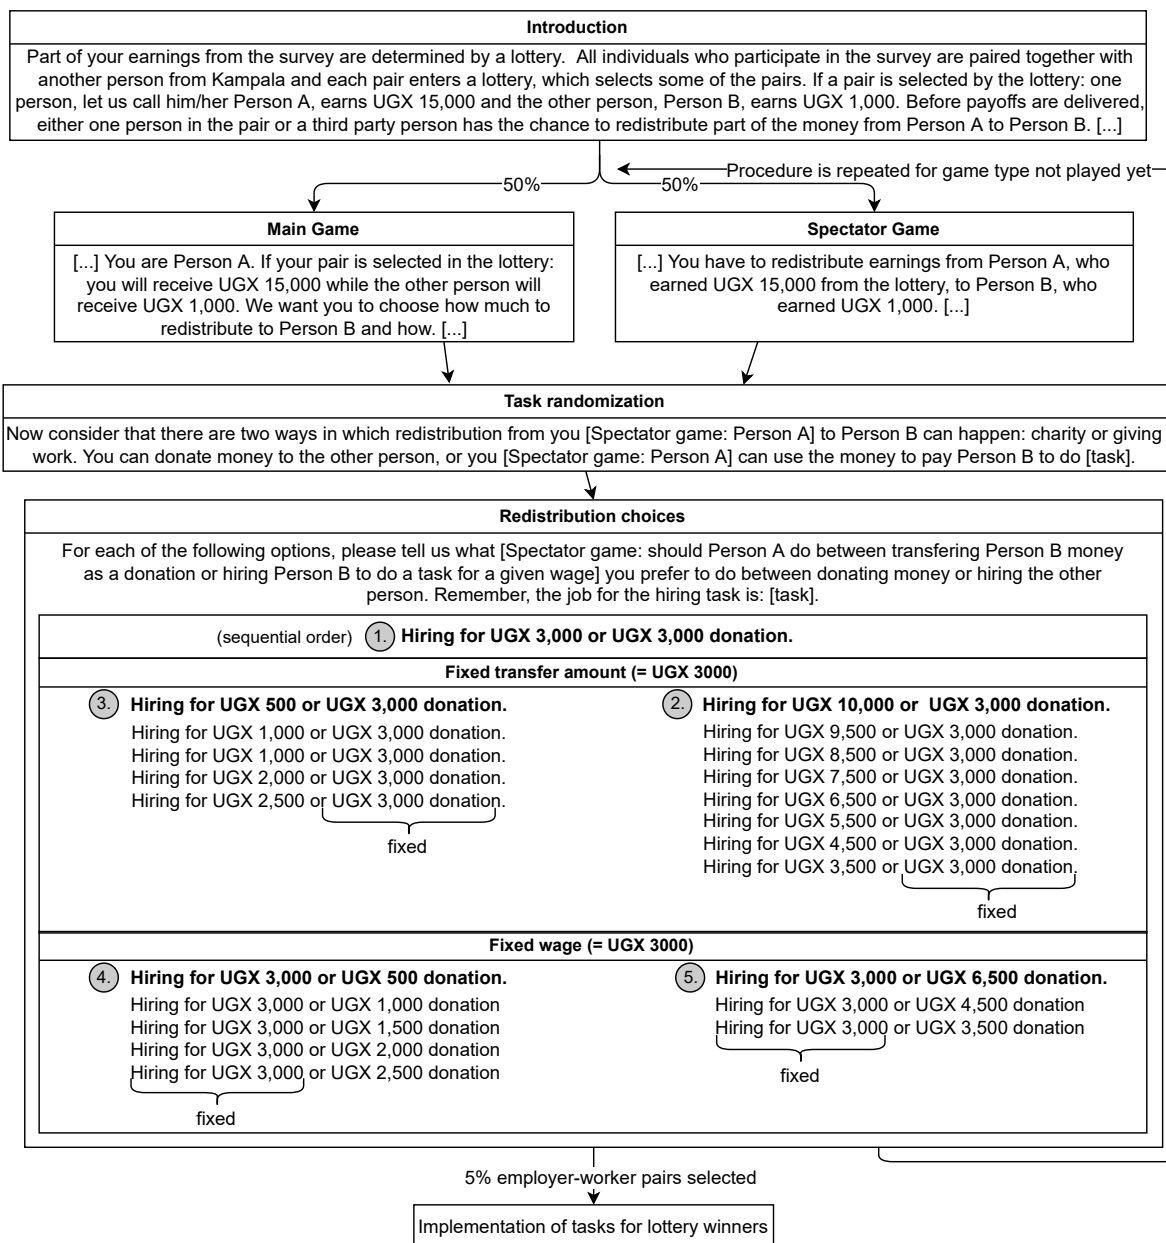 Introduction
Part of your earnings from the survey are determined by a lottery. All individuals who participate in the survey are paired together with
another person from Kampala and each pair enters a lottery, which selects some of the pairs. If a pair is selected by the lottery: one
person, let us call him/her Person A, earns UGX 15,000 and the other person, Person B, earns UGX 1,000. Before payoffs are delivered,
either one person in the pair or a third party person has the chance to redistribute part of the money from Person A to Person B. [...]
Procedure is repeated for game type not played yet
50%
50%
Main Game
[...] You are Person A. If your pair is selected in the lottery:
you will receive UGX 15,000 while the other person will
receive UGX 1,000. We want you to choose how much to
redistribute to Person B and how. [...]
Spectator Game
[...] You have to redistribute earnings from Person A, who
earned UGX 15,000 from the lottery, to Person B, who
earned UGX 1,000. [...]
Task randomization
Now consider that there are two ways in which redistribution from you [Spectator game: Person A] to Person B can happen: charity or giving
work. You can donate money to the other person, or you [Spectator game: Person A] can use the money to pay Person B to do [task].
Redistribution choices
For each of the following options, please tell us what [Spectator game: should Person A do between transfering Person B money
as a donation or hiring Person B to do a task for a given wage] you prefer to do between donating money or hiring the other
person. Remember, the job for the hiring task is: [task].
(sequential order) 1. Hiring for UGX 3,000 or UGX 3,000 donation.
Fixed transfer amount (= UGX 3000)
3. Hiring for UGX 500 or UGX 3,000 donation.
Hiring for UGX 1,000 or UGX 3,000 donation.
Hiring for UGX 1,000 or UGX 3,000 donation.
Hiring for UGX 2,000 or UGX 3,000 donation.
Hiring for UGX 2,500 or UGX 3,000 donation.
fixed
2. Hiring for UGX 10,000 or UGX 3,000 donation.
Hiring for UGX 9,500 or UGX 3,000 donation.
Hiring for UGX 8,500 or UGX 3,000 donation.
Hiring for UGX 7,500 or UGX 3,000 donation.
Hiring for UGX 6,500 or UGX 3,000 donation.
Hiring for UGX 5,500 or UGX 3,000 donation.
Hiring for UGX 4,500 or UGX 3,000 donation.
Hiring for UGX 3,500 or UGX 3,000 donation.
fixed
Fixed wage (= UGX 3000)
4. Hiring for UGX 3,000 or UGX 500 donation.
Hiring for UGX 3,000 or UGX 1,000 donation
Hiring for UGX 3,000 or UGX 1,500 donation
Hiring for UGX 3,000 or UGX 2,000 donation
Hiring for UGX 3,000 or UGX 2,500 donation
fixed
5. Hiring for UGX 3,000 or UGX 6,500 donation.
Hiring for UGX 3,000 or UGX 4,500 donation
Hiring for UGX 3,000 or UGX 3,500 donation
fixed
5% employer-worker pairs selected
Implementation of tasks for lottery winners